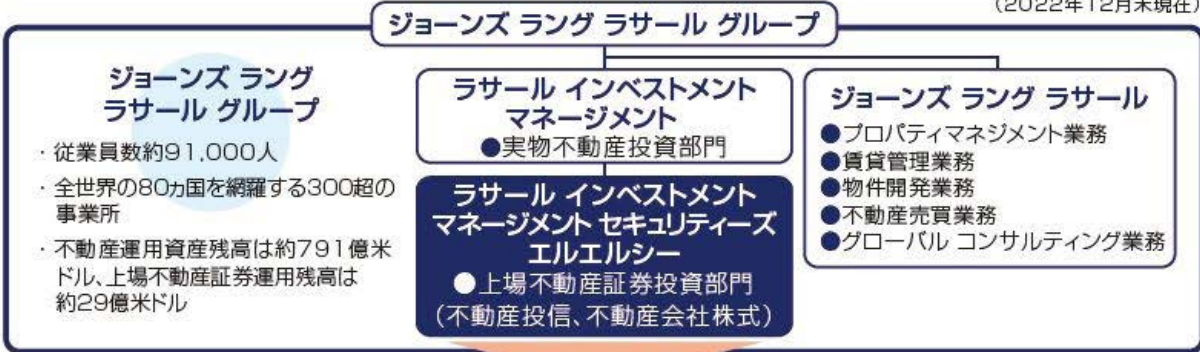 （2022年12月末現在）
ジョーンズ ラング ラサール グループ
ジョーンズ ラング
ラサール グループ
・従業員数約91,000人
・全世界の80ヵ国を網羅する300超の
事業所
・不動産運用資産残高は約791億米
ドル、上場不動産証券運用残高は
約29億米ドル
ラサール インベストメント
マネージメント
●実物不動産投資部門
ラサール インベストメント
マネージメント セキュリティーズ
エルエルシー
●上場不動産証券投資部門
（不動産投信、不動産会社株式）
ジョーンズ ラング ラサール
●プロパティマネジメント業務
●賃貸管理業務
●物件開発業務
●不動産売買業務
●グローバル コンサルティング業務